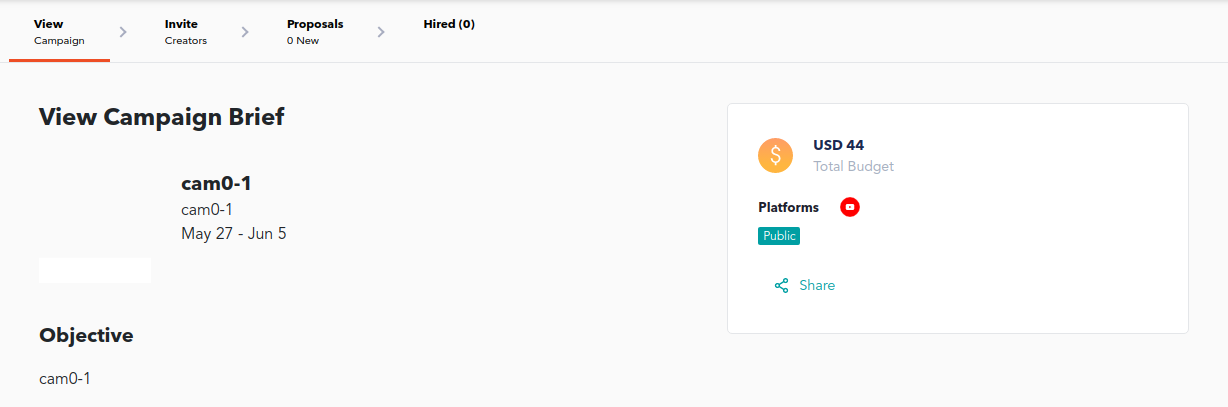 View
Campaign
Invite
Creators
Proposals
0 New
Hired (0)
View Campaign Brief
cam0-1
cam0-1
May 27 - Jun 5
Objective
cam0-1
$
USD 44
Total Budget
Platforms
Public
Share